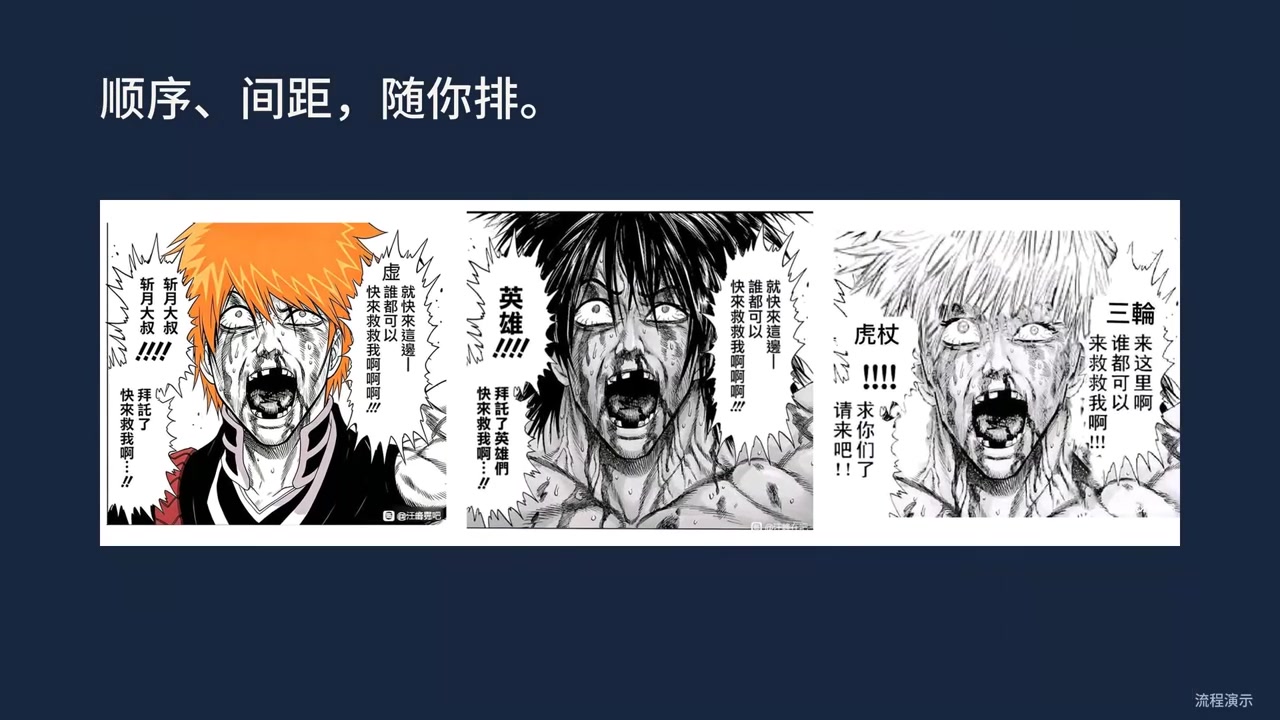 顺序、间距，随你排。
虚
就快來這邊—
誰都可以
快來救救我啊啊啊!!!
斩月大叔
斩月大叔
!!!!
拜託了
快來救我啊…!!
就快來這邊—
誰都可以
快來救救我啊啊啊!!!
英雄
!!!!
拜託了英雄們
快來救我啊…!!
三輪
来这里啊
谁都可以
来救救我啊!!!
虎杖
!!!!
求你们了
请来吧!!
流程演示